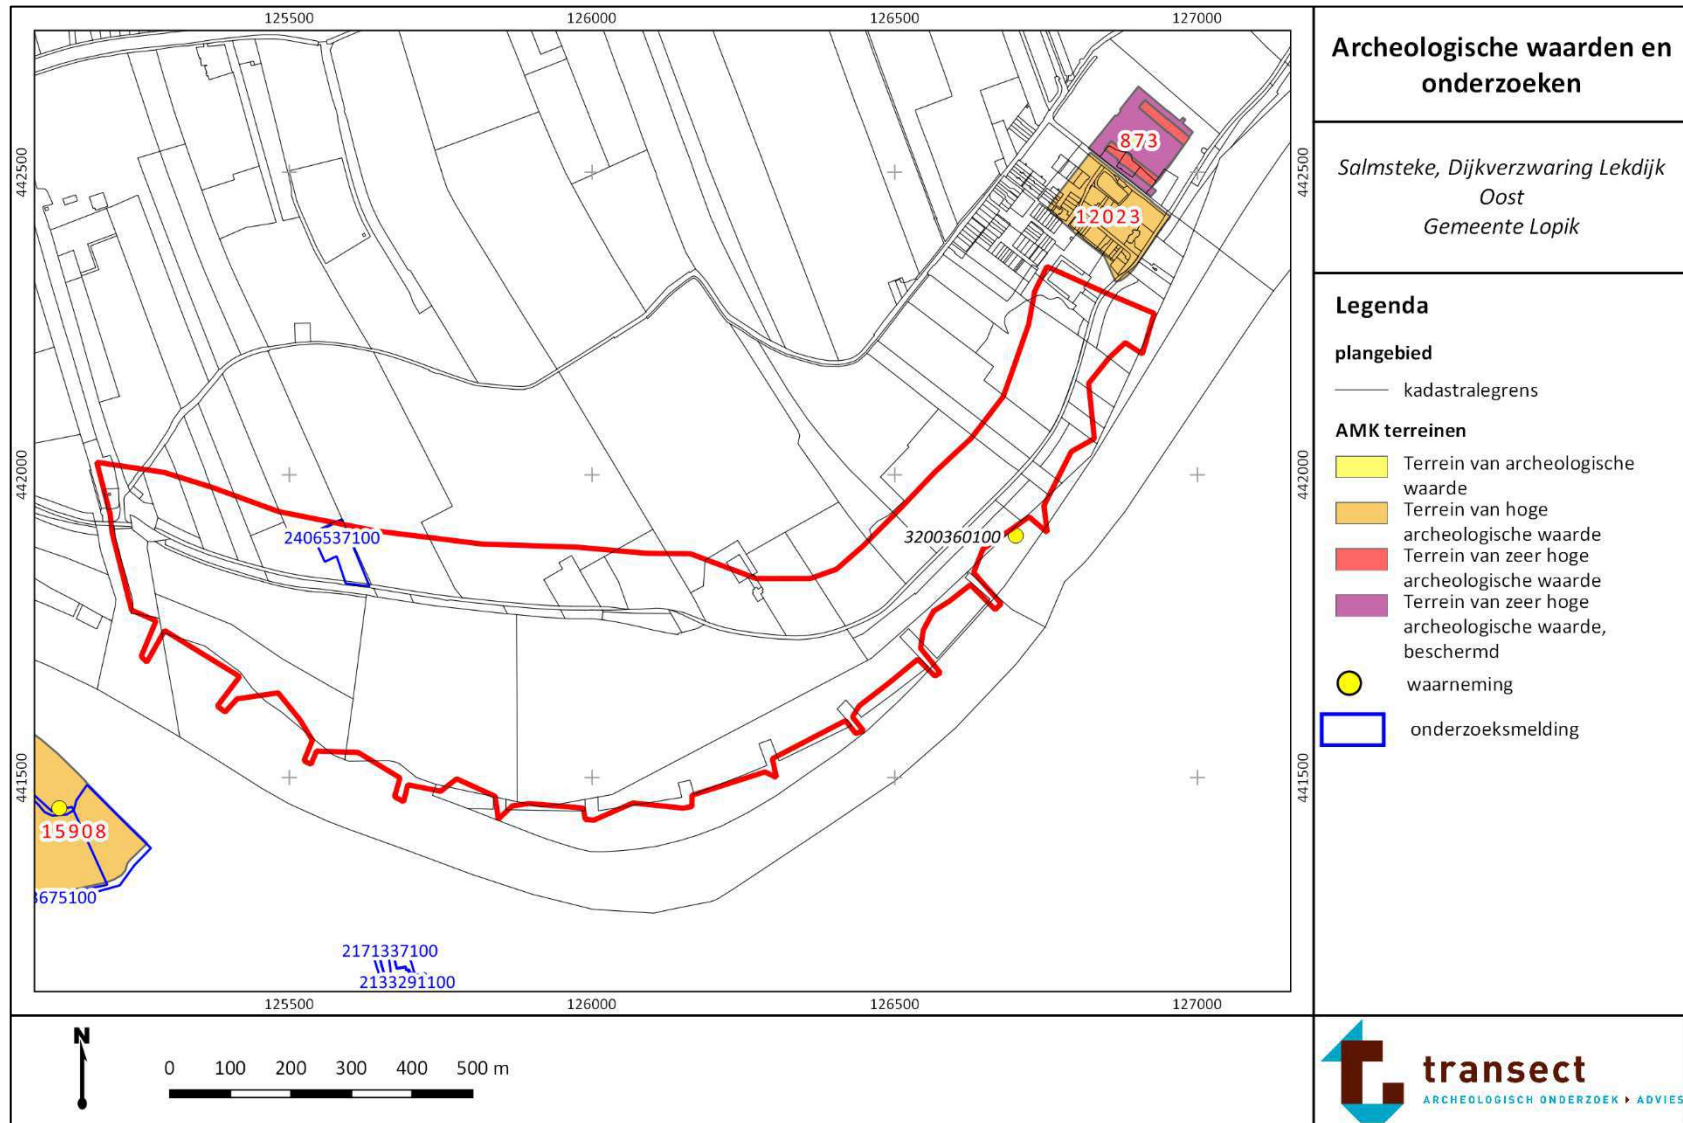 125500
126000
126500
127000
442500
442000
441500
442500
442000
441500
873
12023
2406537100
3200360100
15908
3675100
2171337100
2133291100
125500
126000
126500
127000
N
0 100 200 300 400 500 m
Archeologische waarden en
onderzoeken
Salmsteke, Dijkverzwaring Lekdijk
Oost
Gemeente Lopik
Legenda
plangebied
kadastralegrens
AMK terreinen
Terrein van archeologische
waarde
Terrein van hoge
archeologische waarde
Terrein van zeer hoge
archeologische waarde
Terrein van zeer hoge
archeologische waarde,
beschermd
waarneming
onderzoeksmelding
transect
ARCHEOLOGISCH ONDERZOEK ▸ ADVIES